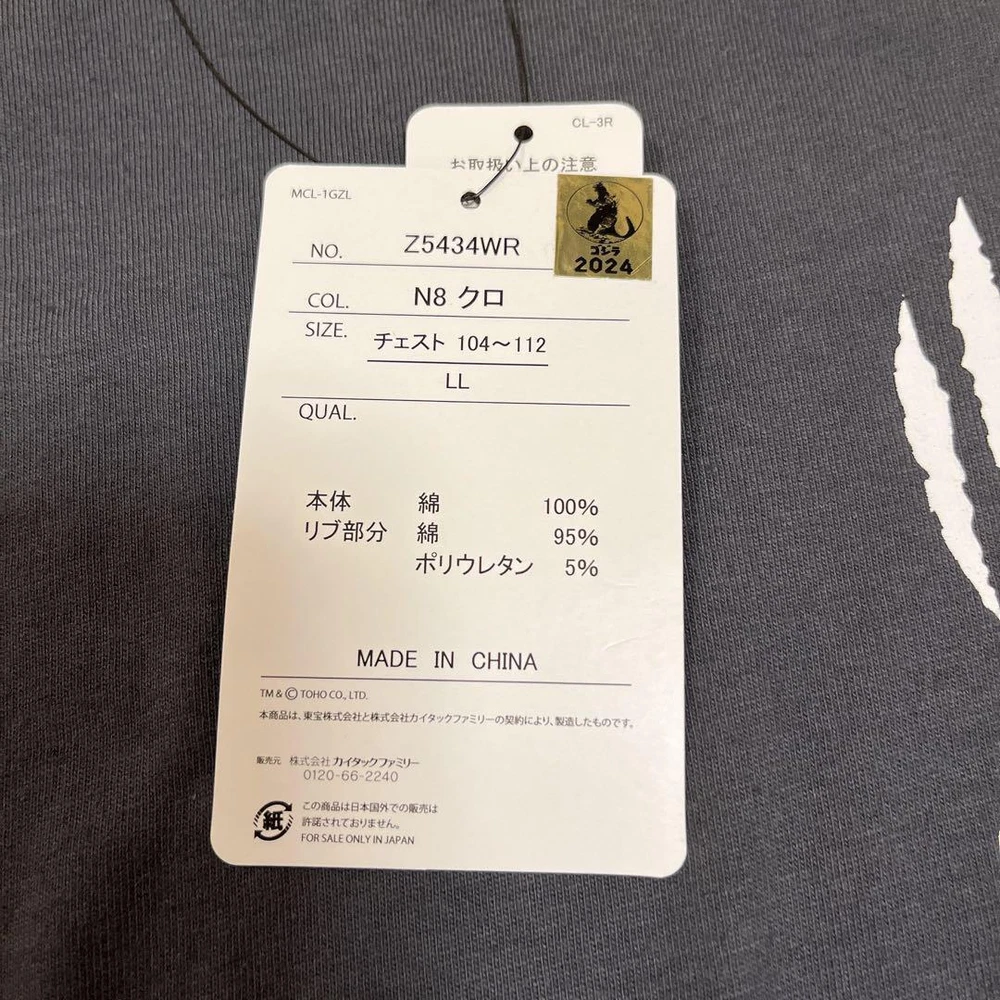 CL-3R
お取扱い上の注意
MCL-1GZL
ゴジラ
2024
NO. Z5434WR
COL. N8 クロ
SIZE. チェスト 104～112
LL
QUAL.
本体 綿 100%
リブ部分 綿 95%
ポリウレタン 5%
MADE IN CHINA
TM & © TOHO CO., LTD.
本商品は、東宝株式会社と株式会社カイタックファミリーの契約により、製造したものです。
販売元 株式会社 カイタックファミリー
0120-66-2240
紙
この商品は日本国外での販売は
許諾されておりません。
FOR SALE ONLY IN JAPAN